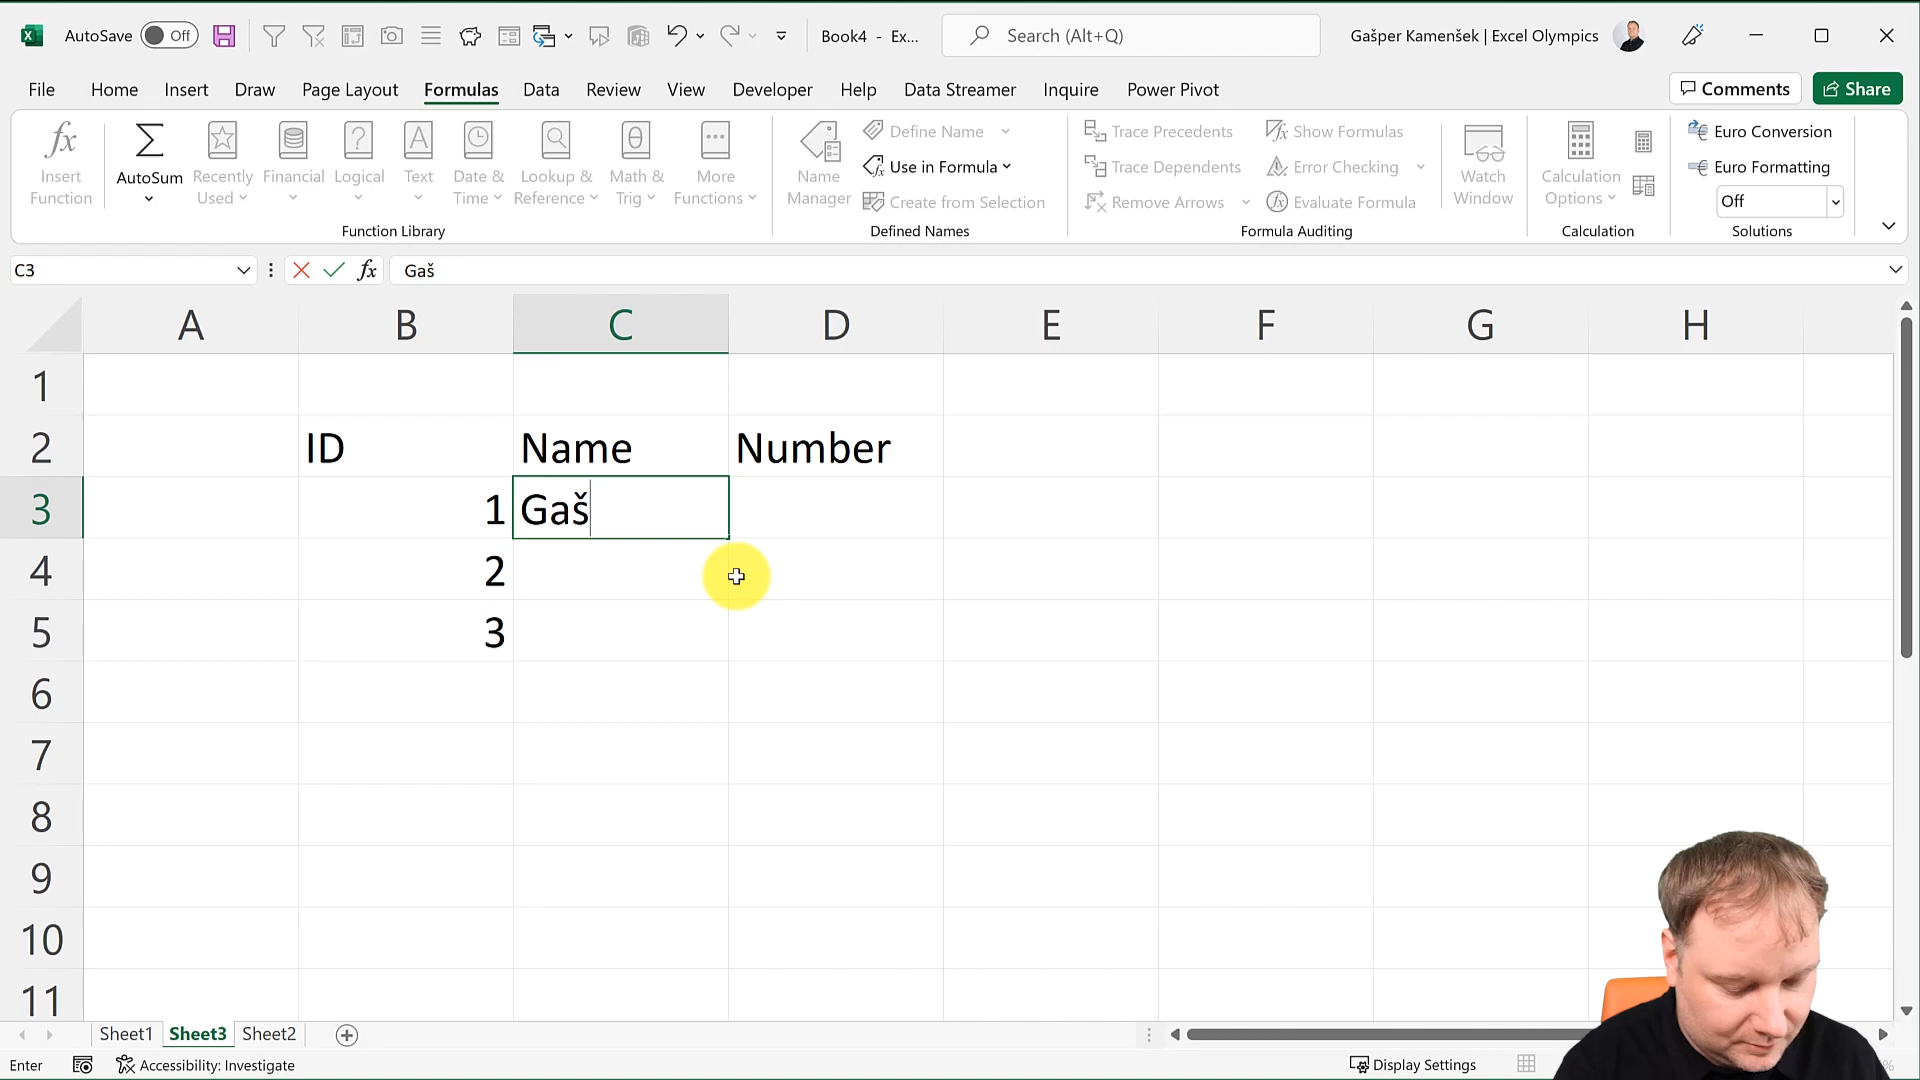 AutoSave Off Book4 - Ex... Search (Alt+Q) Gašper Kamenšek | Excel Olympics
File Home Insert Draw Page Layout Formulas Data Review View Developer Help Data Streamer Inquire Power Pivot Comments Share
fx Insert Function
AutoSum
Recently Used
Financial
Logical
Text
Date & Time
Lookup & Reference
Math & Trig
More Functions
Function Library
Name Manager
Define Name
Use in Formula
Create from Selection
Defined Names
Trace Precedents
Trace Dependents
Remove Arrows
Show Formulas
Error Checking
Evaluate Formula
Formula Auditing
Watch Window
Calculation Options
Calculation
Euro Conversion
Euro Formatting
Off
Solutions
C3 fx Gaš
A B C D E F G H
1
2 ID Name Number
3 1 Gaš
4 2
5 3
6
7
8
9
10
11
Sheet1 Sheet3 Sheet2
Enter Accessibility: Investigate Display Settings